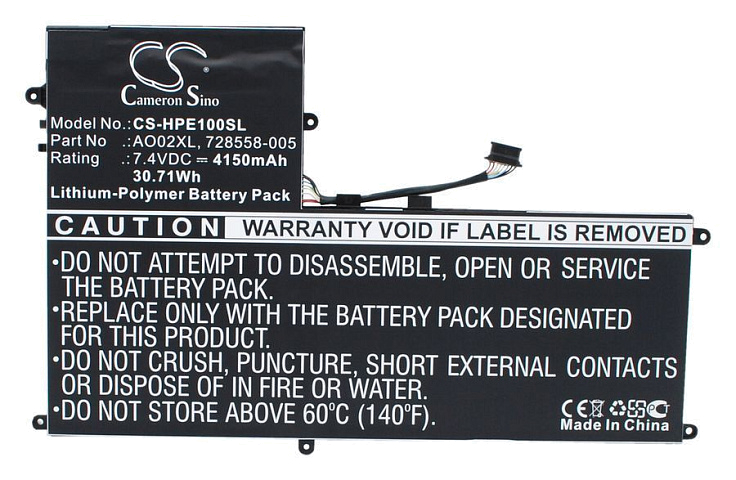 CS
Cameron Sino
Model No.: CS-HPE100SL
Part No : AO02XL, 728558-005
Rating : 7.4VDC ⎓ 4150mAh
30.71Wh
Lithium-Polymer Battery Pack
CAUTION WARRANTY VOID IF LABEL IS REMOVED
•DO NOT ATTEMPT TO DISASSEMBLE, OPEN OR SERVICE
THE BATTERY PACK.
•REPLACE ONLY WITH THE BATTERY PACK DESIGNATED
FOR THIS PRODUCT.
•DO NOT CRUSH, PUNCTURE, SHORT EXTERNAL CONTACTS
OR DISPOSE OF IN FIRE OR WATER.
•DO NOT STORE ABOVE 60°C (140°F).
CE
Made In China